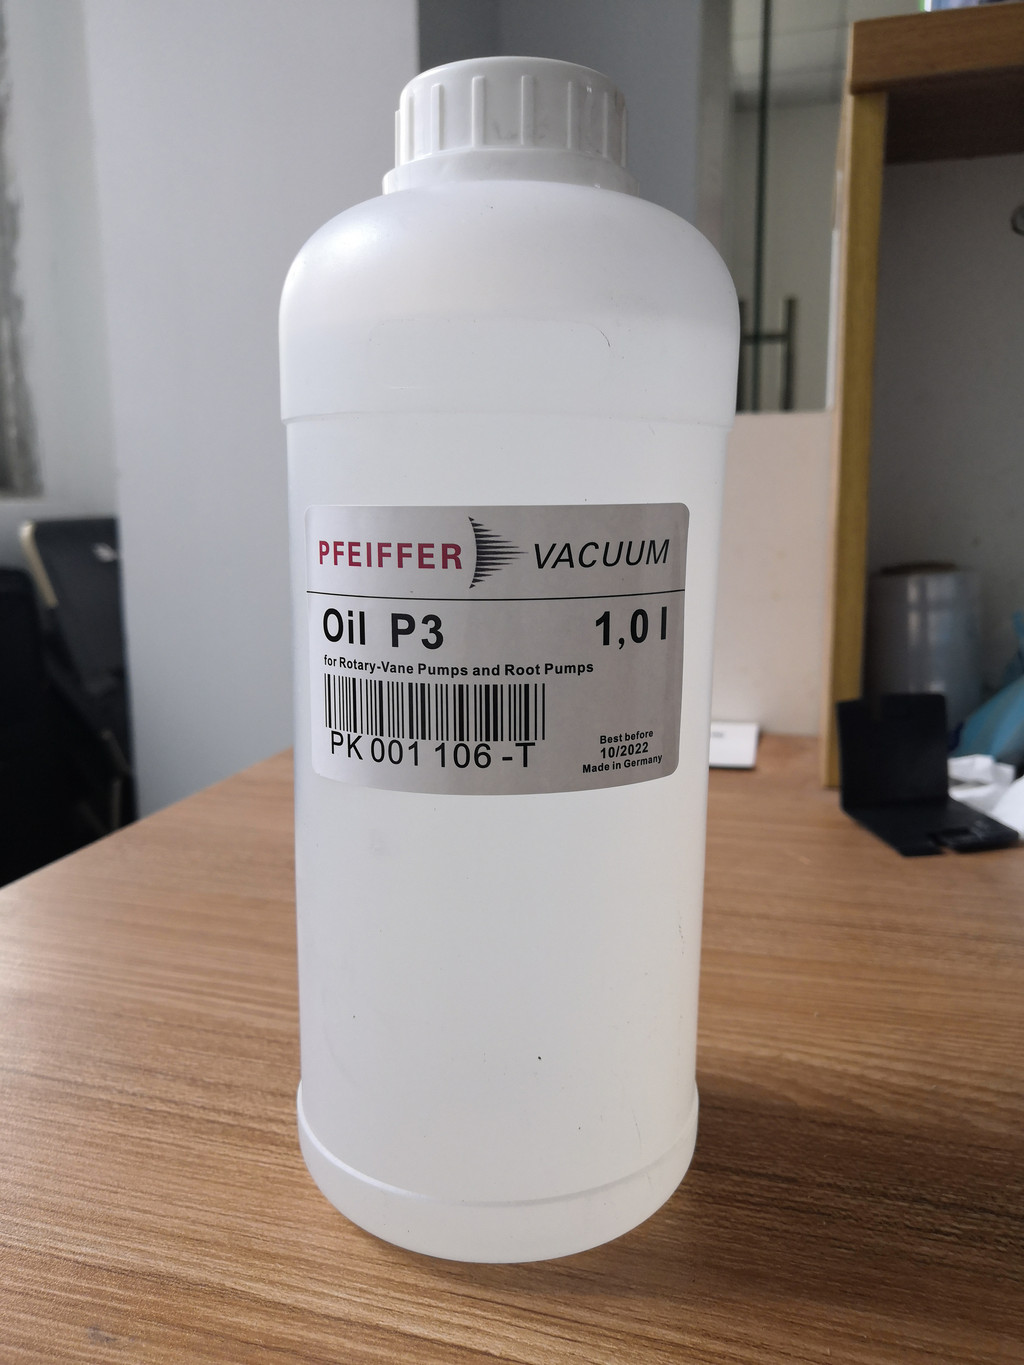 PFEIFFER VACUUM
Oil P3 1,0 l
for Rotary-Vane Pumps and Root Pumps
PK 001 106 -T
Best before
10/2022
Made in Germany